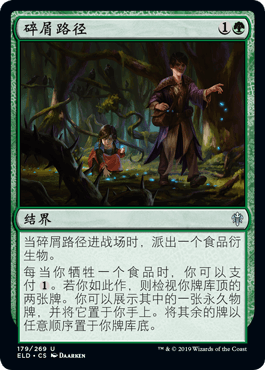 碎屑路径 1
结界
当碎屑路径进战场时，派出一个食品衍
生物。
每当你牺牲一个食品时，你可以支
付 1。若你如此作，则检视你牌库顶的
两张牌。你可以展示其中的一张永久物
牌，并将它置于你手上。将其余的牌以
任意顺序置于你牌库底。
179/269 U
ELD • CS DAARKEN
™ & © 2019 Wizards of the Coast